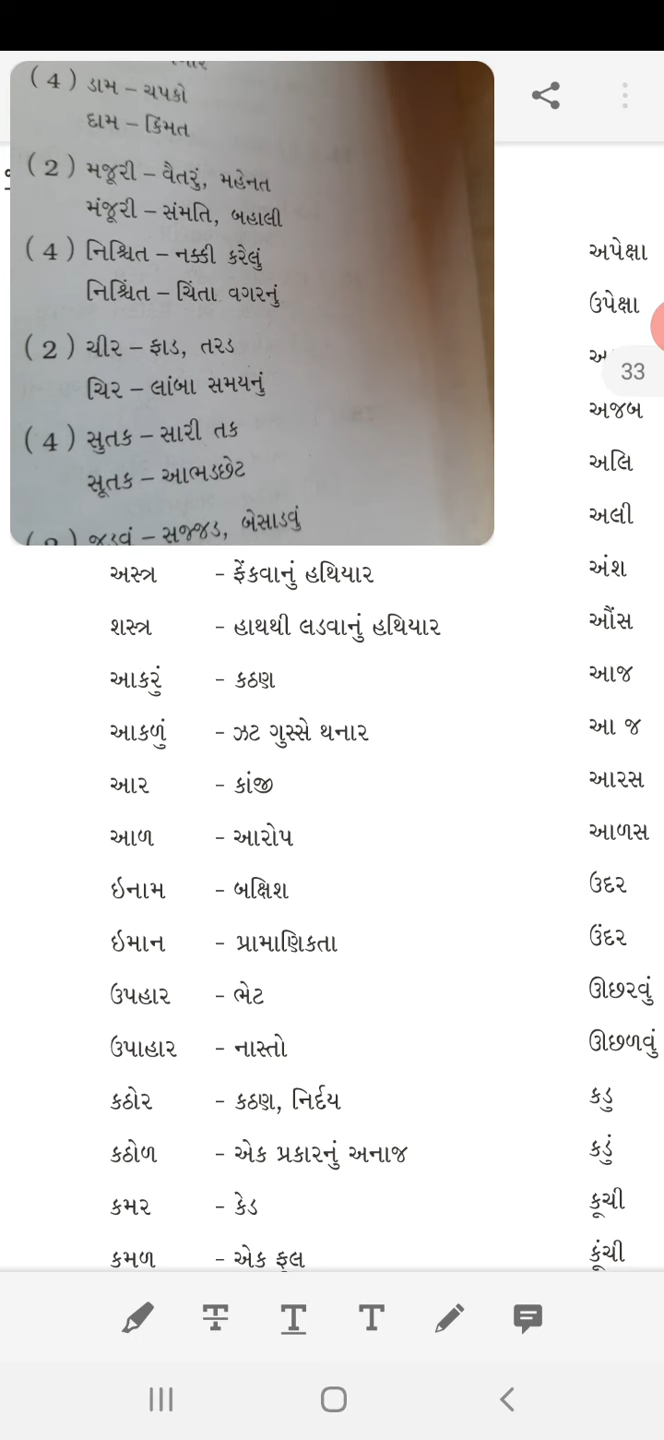 (4) ડામ – ચપકો
દામ – કિંમત
(2) મજૂરી – વૈતરું, મહેનત
મંજૂરી – સંમતિ, બહાલી
(4) નિશ્ચિત – નક્કી કરેલું
નિશ્ચિંત – ચિંતા વગરનું
(2) ચીર – ફાડ, તરડ
ચિર – લાંબા સમયનું
(4) સુતક – સારી તક
સૂતક – આભડછેટ
જડવું – સજ્જડ, બેસાડવું
અપેક્ષા
ઉપેક્ષા
33
અજબ
અલિ
અલી
અસ્ત્ર – ફેંકવાનું હથિયાર
અંશ
શસ્ત્ર – હાથથી લડવાનું હથિયાર
ઔંસ
આકરું – કઠણ
આજ
આકળું – ઝટ ગુસ્સે થનાર
આ જ
આર – કાંજી
આરસ
આળ – આરોપ
આળસ
ઇનામ – બક્ષિશ
ઉદર
ઇમાન – પ્રામાણિકતા
ઉંદર
ઉપહાર – ભેટ
ઊછરવું
ઉપાહાર – નાસ્તો
ઊછળવું
કઠોર – કઠણ, નિર્દય
કડુ
કઠોળ – એક પ્રકારનું અનાજ
કડું
કમર – કેડ
કૂચી
કમળ – એક ફૂલ
કૂંચી